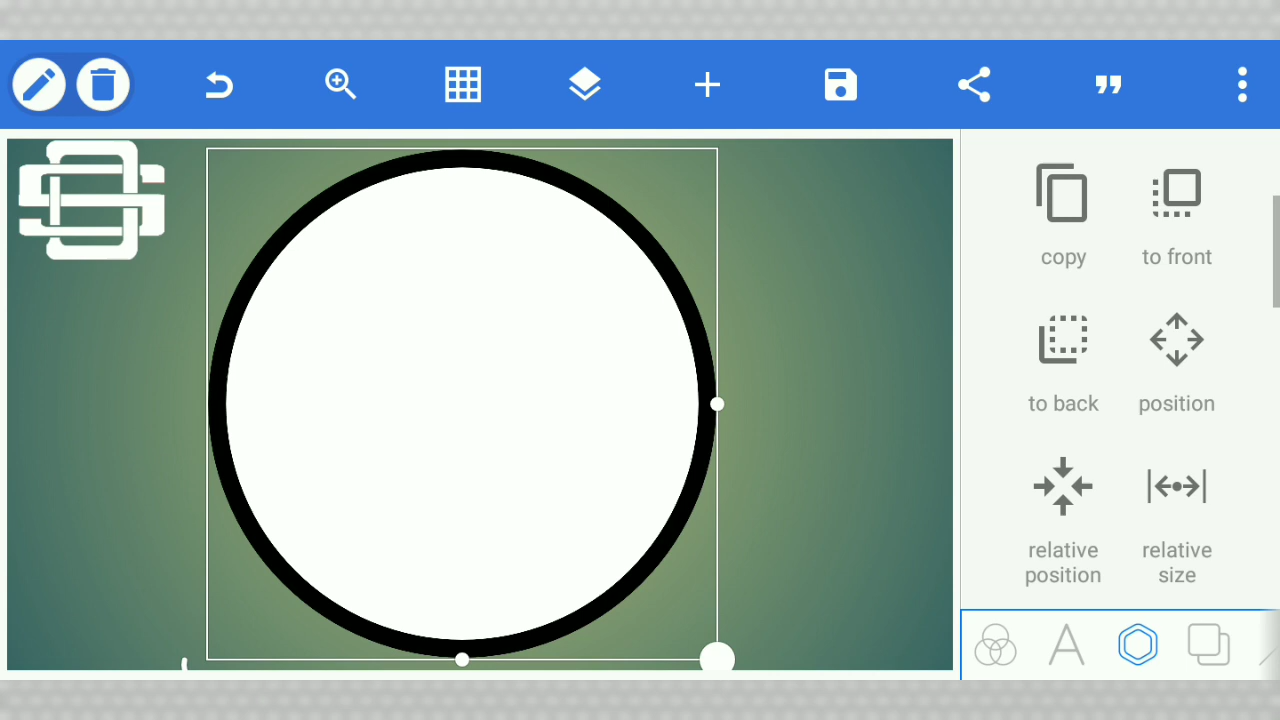 copy
to front
to back
position
relative
position
relative
size